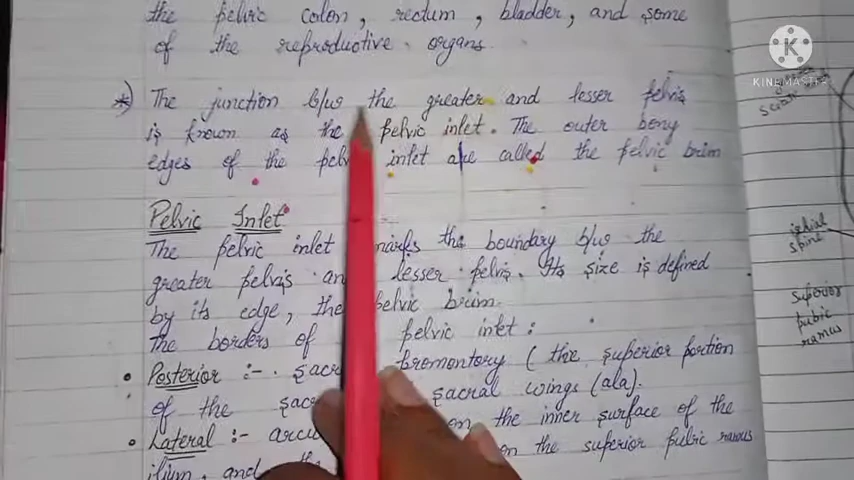 the pelvic colon, rectum, bladder, and some
of the reproductive organs.
The junction b/w the greater and lesser pelvis
is known as the pelvic inlet. The outer bony
edges of the pelvic inlet are called the pelvic brim
Pelvic Inlet
The pelvic inlet marks the boundary b/w the
greater pelvis and lesser pelvis. Its size is defined
by its edge, the pelvic brim.
The borders of pelvic inlet :
Posterior :- sacral promontory ( the superior portion
of the sacral wings (ala).
Lateral :- on the inner surface of the
ilium, and on the superior pubic ramus
KINEMASTER
ischial
spine
superior
pubic
ramus